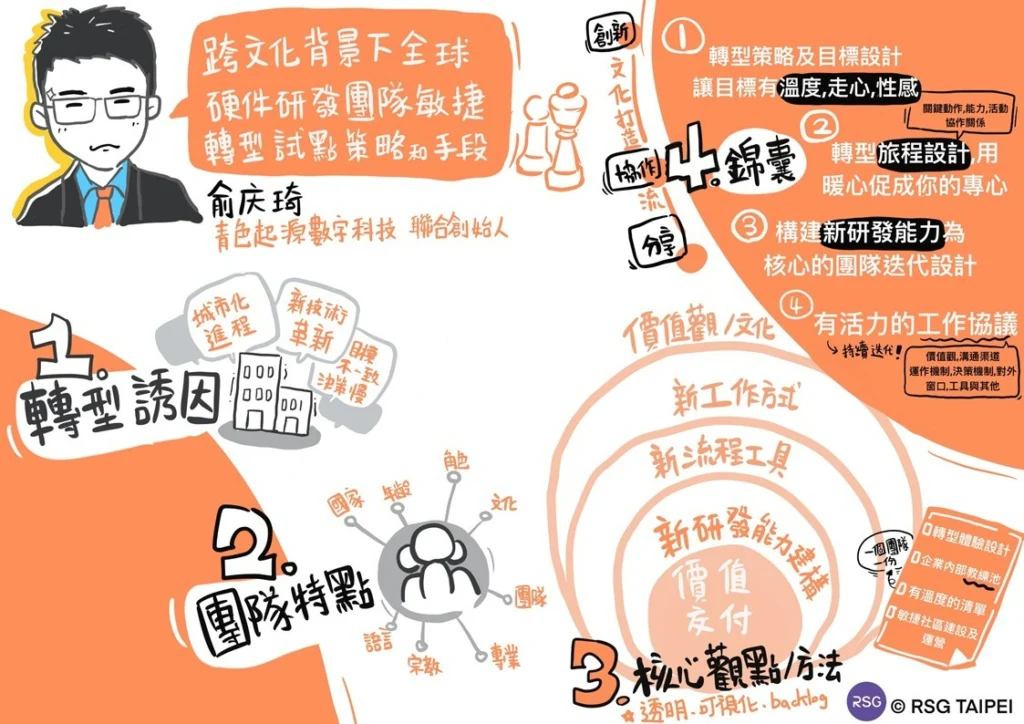 跨文化背景下全球
硬件研發團隊敏捷
轉型試點策略和手段
俞庆琦
青色起源數字科技 聯合創始人
1.
轉型誘因
城市化
進程
新技術
革新
目標
不一致
決策慢
2.
團隊特點
國家
年齡
角色
文化
團隊
專業
宗教
語言
3.
核心觀點/方法
☆透明.可視化.backlog
價值觀/文化
新工作方式
新流程工具
新研發能力建構
價值
交付
一個團隊
一份
轉型體驗設計
企業內部教練池
有溫度的清單
敏捷社區建設及
運營
創新
文化打造
協作
流
分享
4.錦囊
① 轉型策略及目標設計
讓目標有溫度,走心,性感
關鍵動作,能力,活動
協作關係
② 轉型旅程設計,用
暖心促成你的專心
③ 構建新研發能力為
核心的團隊迭代設計
④ 有活力的工作協議
持續迭代!
價值觀,溝通渠道
運作機制,決策機制,對外
窗口,工具與其他
RSG © RSG TAIPEI